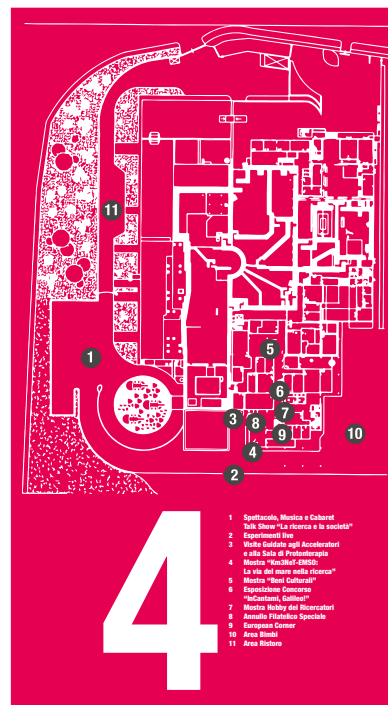 11
1
5
6
7
3
8
9
10
4
2
4
1 Spettacolo, Musica e Cabaret
Talk Show “La ricerca e la società”
2 Esperimenti live
3 Visite Guidate agli Acceleratori
e alla Sala di Protonterapia
4 Mostra “Km3NeT-EMSO:
La via del mare nella ricerca”
5 Mostra “Beni Culturali”
6 Esposizione Concorso
“InCantami, Galileo!”
7 Mostra Hobby dei Ricercatori
8 Annullo Filatelico Speciale
9 European Corner
10 Area Bimbi
11 Area Ristoro